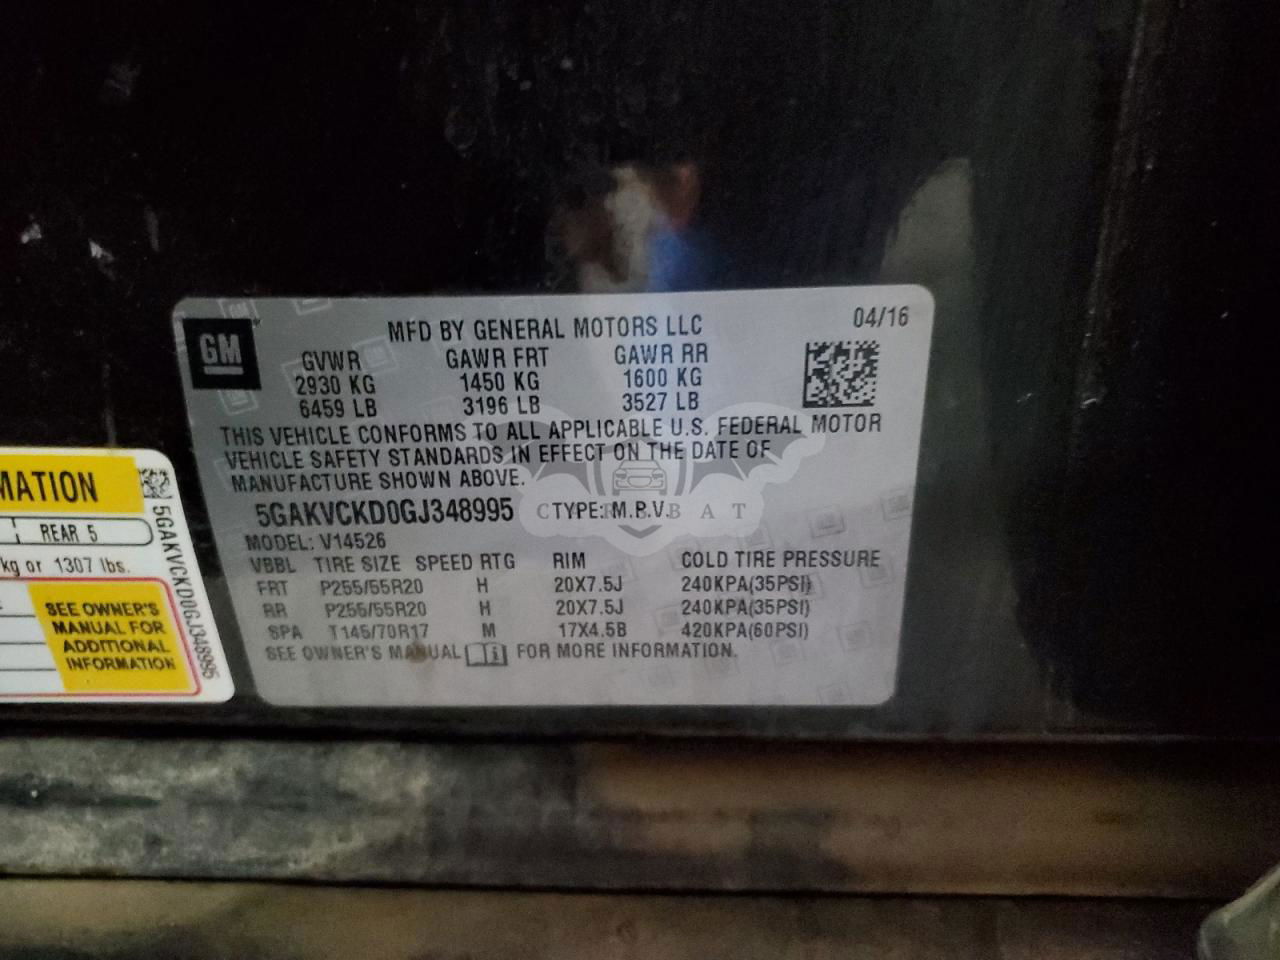 GM
MFD BY GENERAL MOTORS LLC
04/16
GVWR GAWR FRT GAWR RR
2930 KG 1450 KG 1600 KG
6459 LB 3196 LB 3527 LB
THIS VEHICLE CONFORMS TO ALL APPLICABLE U.S. FEDERAL MOTOR
VEHICLE SAFETY STANDARDS IN EFFECT ON THE DATE OF
MANUFACTURE SHOWN ABOVE.
5GAKVCKD0GJ348995 TYPE: M.P.V.
MODEL: V14526
VBBL TIRE SIZE SPEED RTG RIM COLD TIRE PRESSURE
FRT P255/55R20 H 20X7.5J 240KPA(35PSI)
RR P255/55R20 H 20X7.5J 240KPA(35PSI)
SPA T145/70R17 M 17X4.5B 420KPA(60PSI)
SEE OWNER'S MANUAL i FOR MORE INFORMATION.
MATION
REAR 5
kg or 1307 lbs.
SEE OWNER'S
MANUAL FOR
ADDITIONAL
INFORMATION
5GAKVCKD0GJ348995